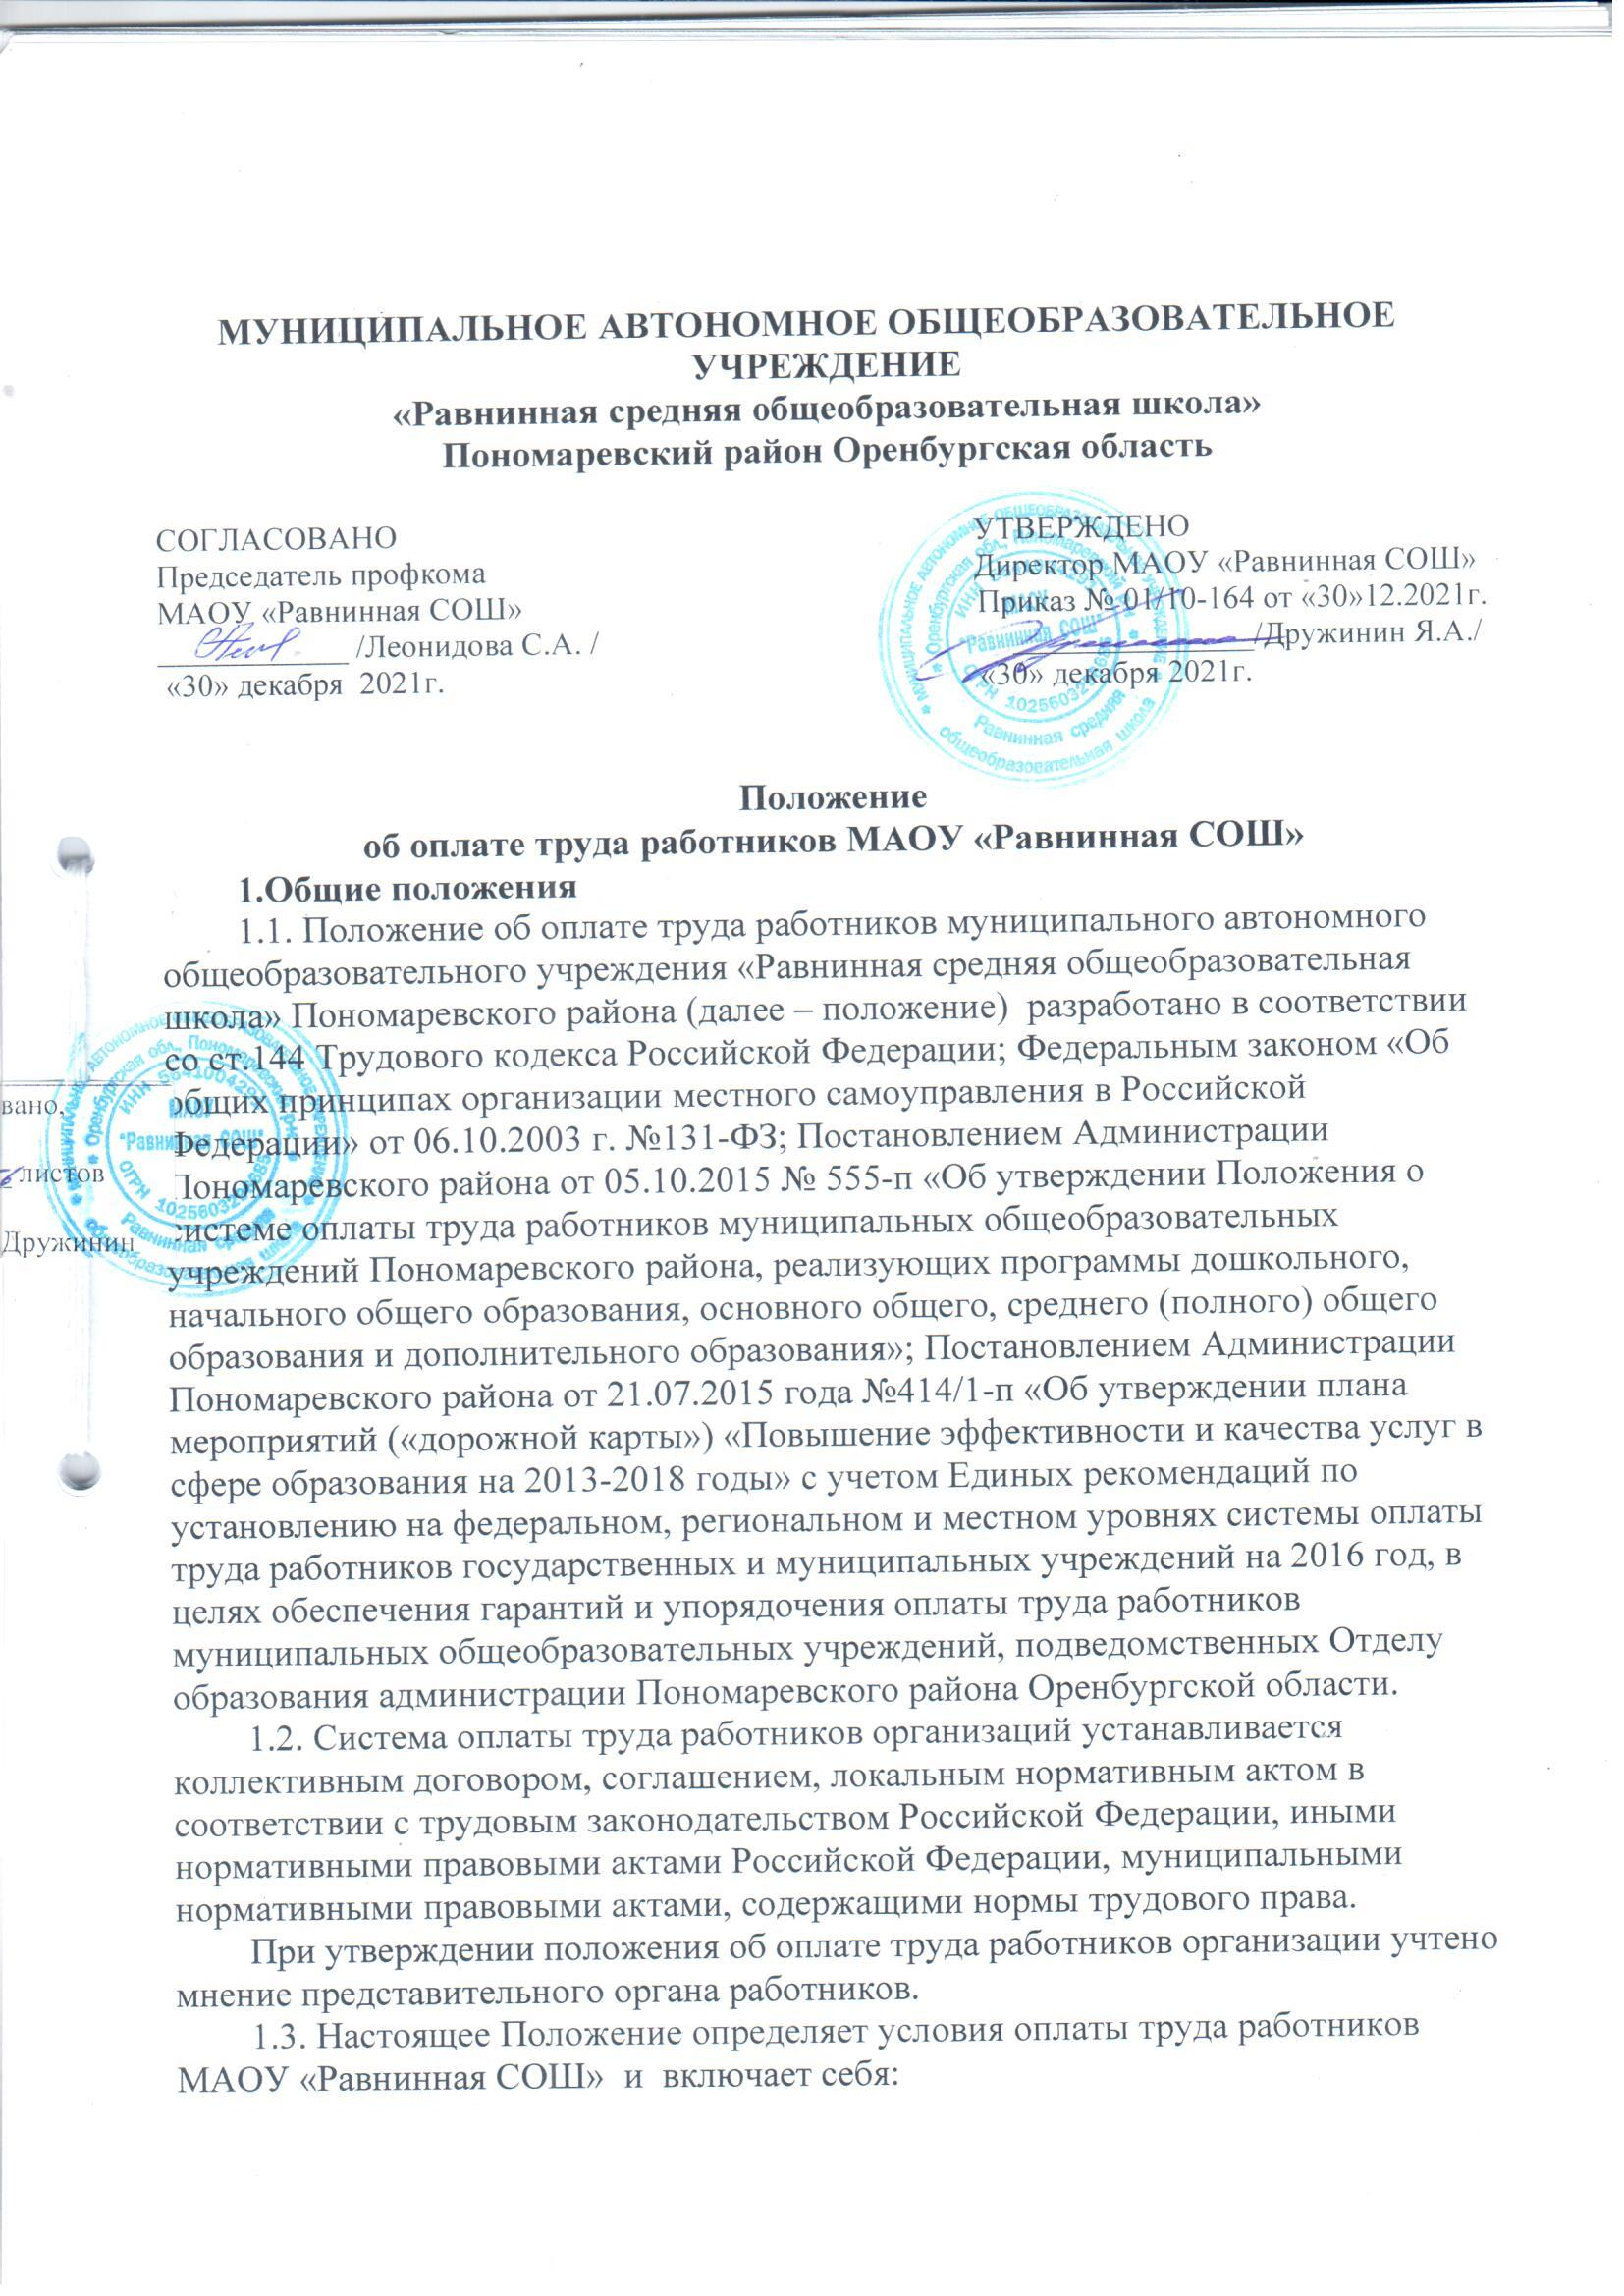 МУНИЦИПАЛЬНОЕ АВТОНОМНОЕ ОБЩЕОБРАЗОВАТЕЛЬНОЕ
УЧРЕЖДЕНИЕ
«Равнинная средняя общеобразовательная школа»
Пономаревский район Оренбургская область
СОГЛАСОВАНО
Председатель профкома
МАОУ «Равнинная СОШ»
/Леонидова С.А. /
«30» декабря 2021г.
УТВЕРЖДЕНО
Директор МАОУ «Равнинная СОШ»
Приказ № 01/10-164 от «30»12.2021г.
/Дружинин Я.А./
«30» декабря 2021г.
Положение
об оплате труда работников МАОУ «Равнинная СОШ»
1.Общие положения
1.1. Положение об оплате труда работников муниципального автономного
общеобразовательного учреждения «Равнинная средняя общеобразовательная
школа» Пономаревского района (далее – положение) разработано в соответствии
со ст.144 Трудового кодекса Российской Федерации; Федеральным законом «Об
общих принципах организации местного самоуправления в Российской
Федерации» от 06.10.2003 г. №131-ФЗ; Постановлением Администрации
Пономаревского района от 05.10.2015 № 555-п «Об утверждении Положения о
системе оплаты труда работников муниципальных общеобразовательных
учреждений Пономаревского района, реализующих программы дошкольного,
начального общего образования, основного общего, среднего (полного) общего
образования и дополнительного образования»; Постановлением Администрации
Пономаревского района от 21.07.2015 года №414/1-п «Об утверждении плана
мероприятий («дорожной карты») «Повышение эффективности и качества услуг в
сфере образования на 2013-2018 годы» с учетом Единых рекомендаций по
установлению на федеральном, региональном и местном уровнях системы оплаты
труда работников государственных и муниципальных учреждений на 2016 год, в
целях обеспечения гарантий и упорядочения оплаты труда работников
муниципальных общеобразовательных учреждений, подведомственных Отделу
образования администрации Пономаревского района Оренбургской области.
1.2. Система оплаты труда работников организаций устанавливается
коллективным договором, соглашением, локальным нормативным актом в
соответствии с трудовым законодательством Российской Федерации, иными
нормативными правовыми актами Российской Федерации, муниципальными
нормативными правовыми актами, содержащими нормы трудового права.
При утверждении положения об оплате труда работников организации учтено
мнение представительного органа работников.
1.3. Настоящее Положение определяет условия оплаты труда работников
МАОУ «Равнинная СОШ» и включает себя:
вано,
листов
Дружинин
МАОУ
"Равнинная СОШ"
Равнинная средняя
общеобразовательная школа